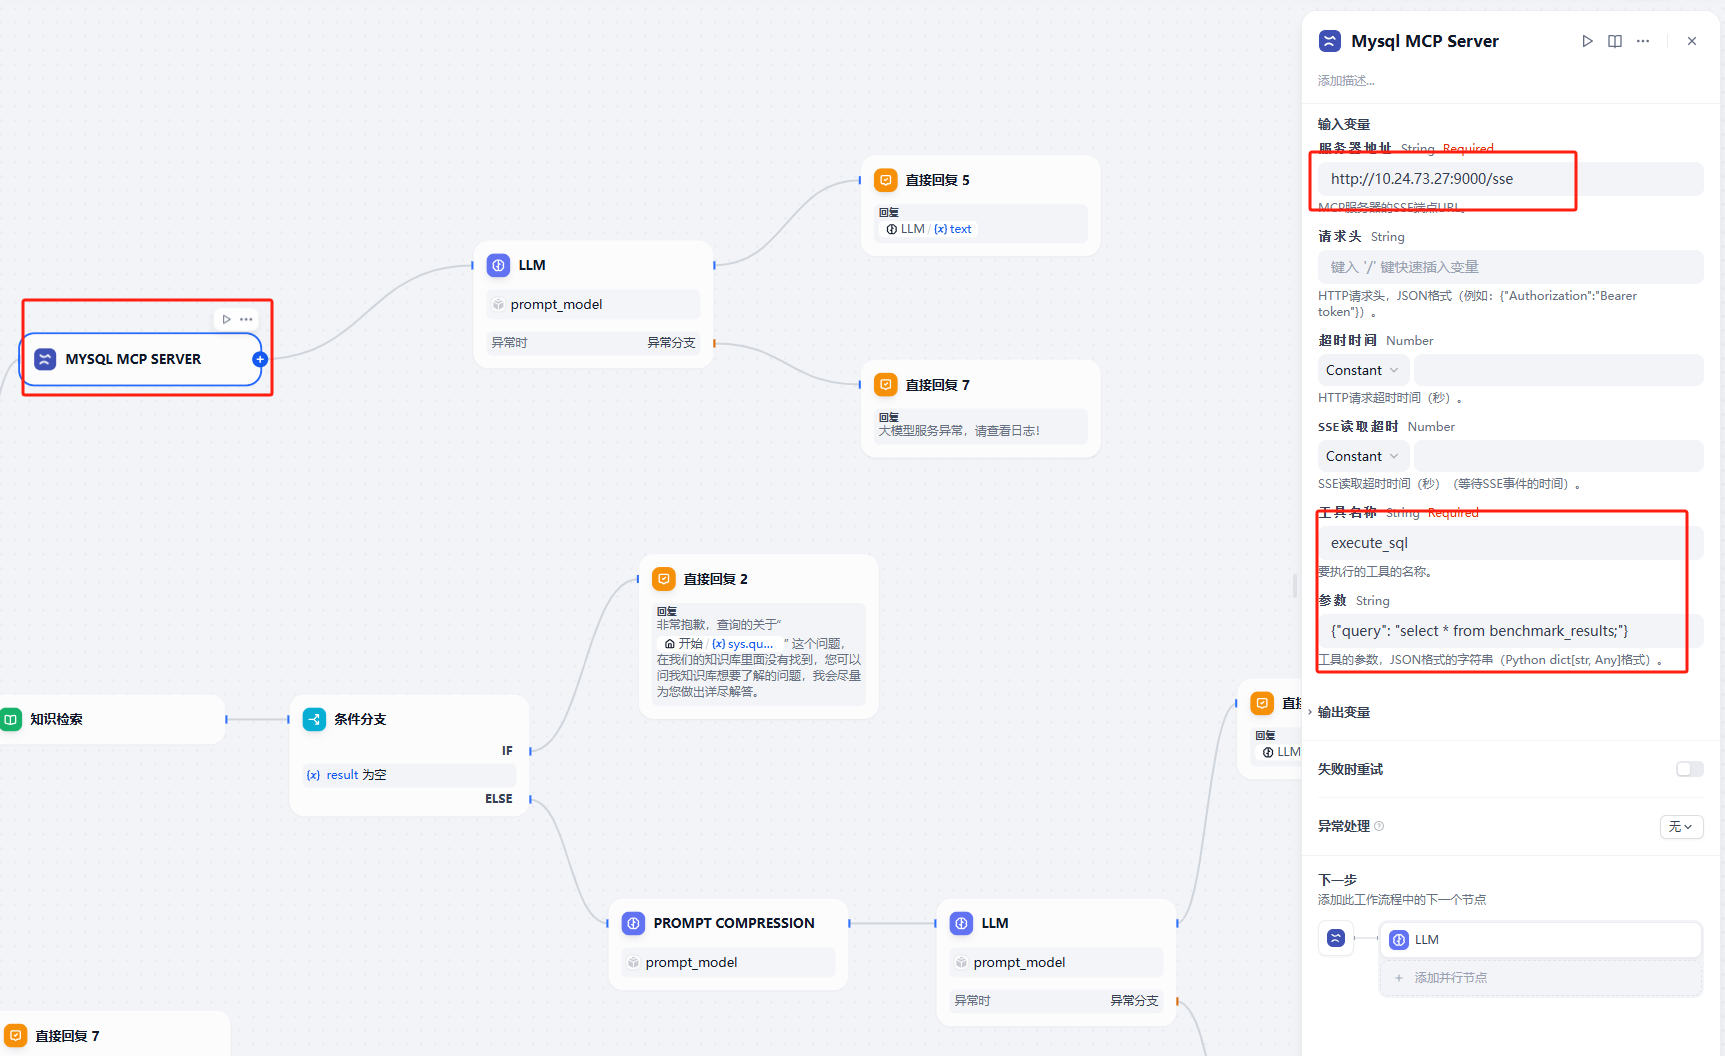 MYSQL MCP SERVER
LLM
prompt_model
异常时
异常分支
直接回复 5
回复
LLM / {x} text
直接回复 7
回复
大模型服务异常，请查看日志！
直接回复 2
回复
非常抱歉，查询的关于“
开始 / {x} sys.qu... ” 这个问题，
在我们的知识库里面没有找到，您可以
问我知识库想要了解的问题，我会尽量
为您做出详尽解答。
知识检索
条件分支
IF
{x} result 为空
ELSE
PROMPT COMPRESSION
prompt_model
LLM
prompt_model
异常时
异常分支
直接回复 7
直接
回复
LLM
Mysql MCP Server
添加描述...
输入变量
服务器地址 String Required
http://10.24.73.27:9000/sse
MCP服务器的SSE端点URL。
请求头 String
键入 '/' 键快速插入变量
HTTP请求头，JSON格式（例如：{"Authorization":"Bearer
token"}）。
超时时间 Number
Constant
HTTP请求超时时间（秒）。
SSE读取超时 Number
Constant
SSE读取超时时间（秒）（等待SSE事件的时间）。
工具名称 String Required
execute_sql
要执行的工具的名称。
参数 String
{"query": "select * from benchmark_results;"}
工具的参数，JSON格式的字符串（Python dict[str, Any]格式）。
输出变量
失败时重试
异常处理
无
下一步
添加此工作流程中的下一个节点
LLM
+ 添加并行节点